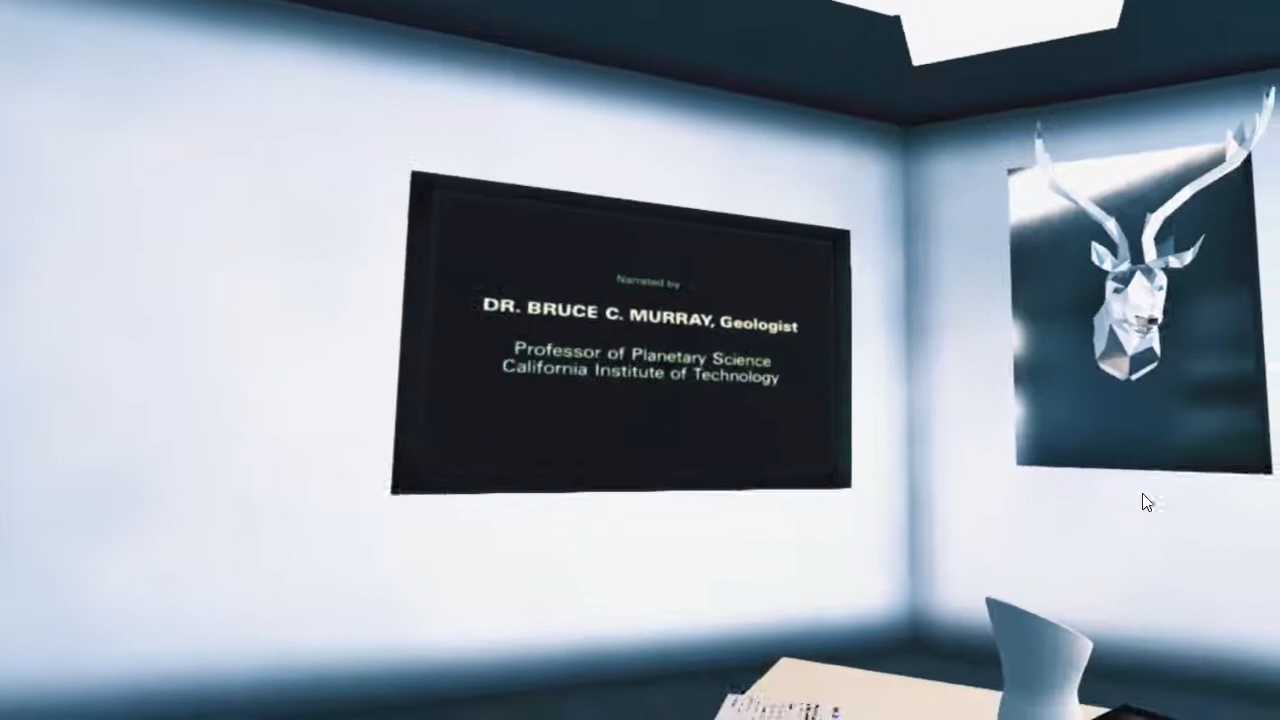 Narrated by
DR. BRUCE C. MURRAY, Geologist
Professor of Planetary Science
California Institute of Technology